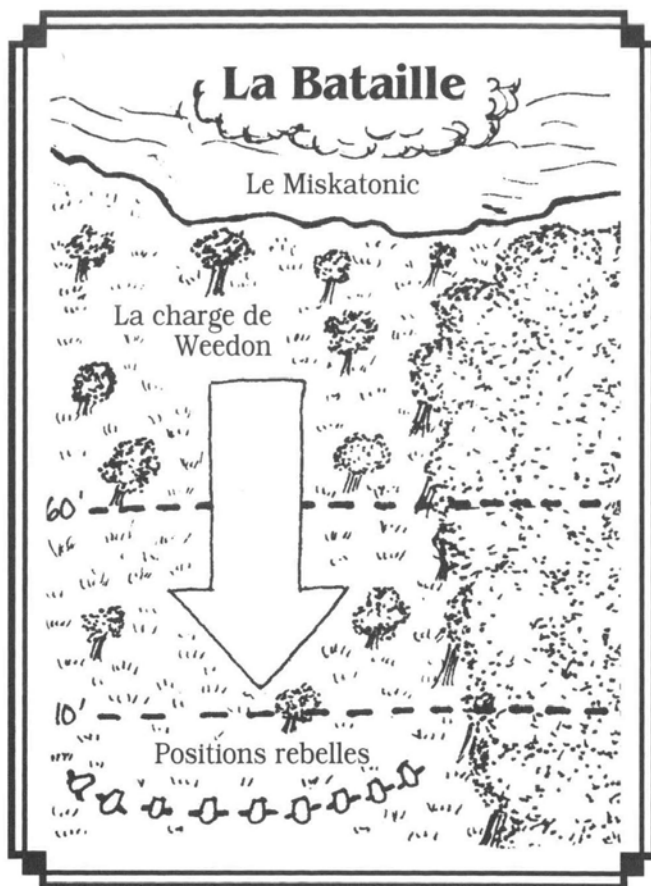 La Bataille
Le Miskatonic
La charge de
Weedon
60'
10'
Positions rebelles